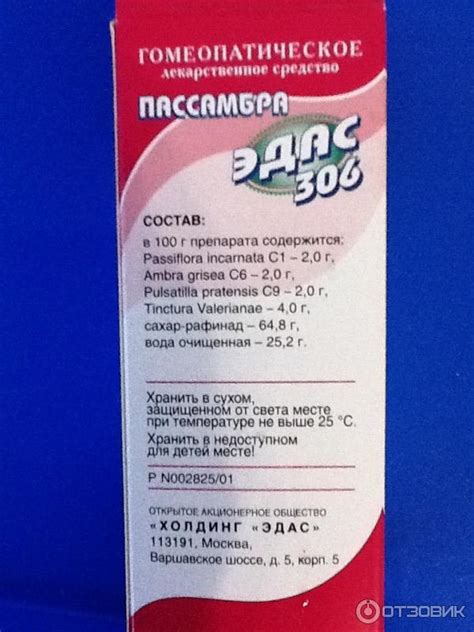 ГОМЕОПАТИЧЕСКОЕ
лекарственное средство
ПАССАМБРА
ЭДАС
306
СОСТАВ:
в 100 г препарата содержится:
Passiflora incarnata C1 – 2,0 г,
Ambra grisea C6 – 2,0 г,
Pulsatilla pratensis C9 – 2,0 г,
Tinctura Valerianae – 4,0 г,
сахар-рафинад – 64,8 г,
вода очищенная – 25,2 г.
Хранить в сухом,
защищенном от света месте
при температуре не выше 25 °С.
Хранить в недоступном
для детей месте!
Р N002825/01
ОТКРЫТОЕ АКЦИОНЕРНОЕ ОБЩЕСТВО
«ХОЛДИНГ «ЭДАС»
113191, Москва,
Варшавское шоссе, д. 5, корп. 5
ОТЗОВИК